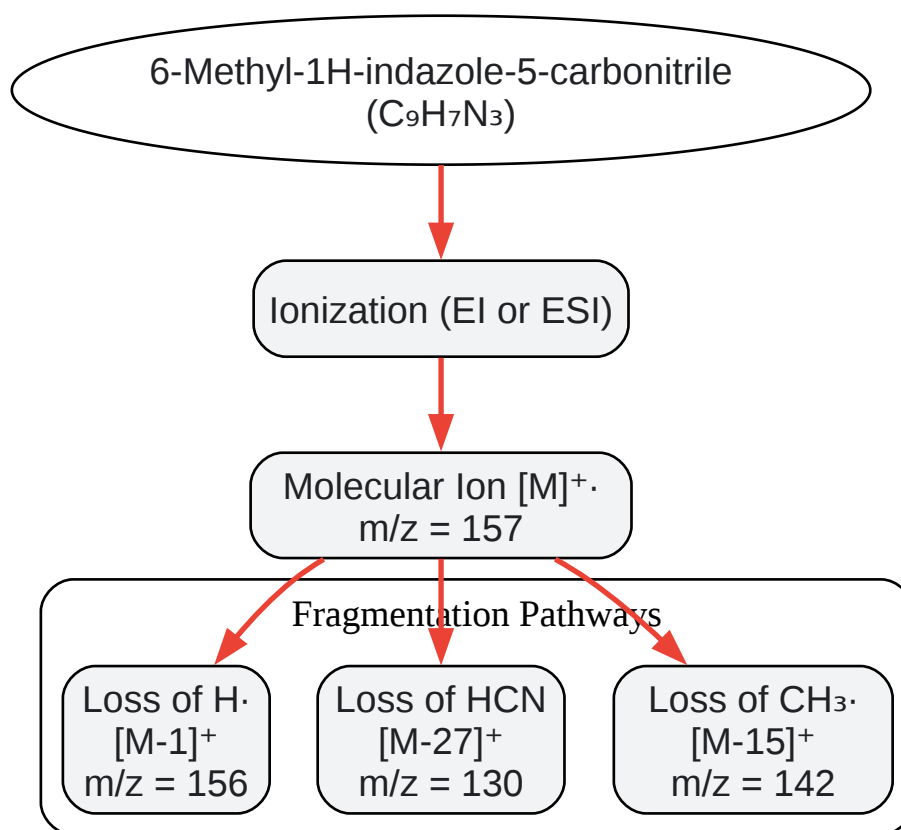 6-Methyl-1H-indazole-5-carbonitrile
(C₉H₇N₃)
Ionization (EI or ESI)
Molecular Ion [M]⁺·
m/z = 157
Fragmentation Pathways
Loss of H·
[M-1]⁺
m/z = 156
Loss of HCN
[M-27]⁺
m/z = 130
Loss of CH₃·
[M-15]⁺
m/z = 142